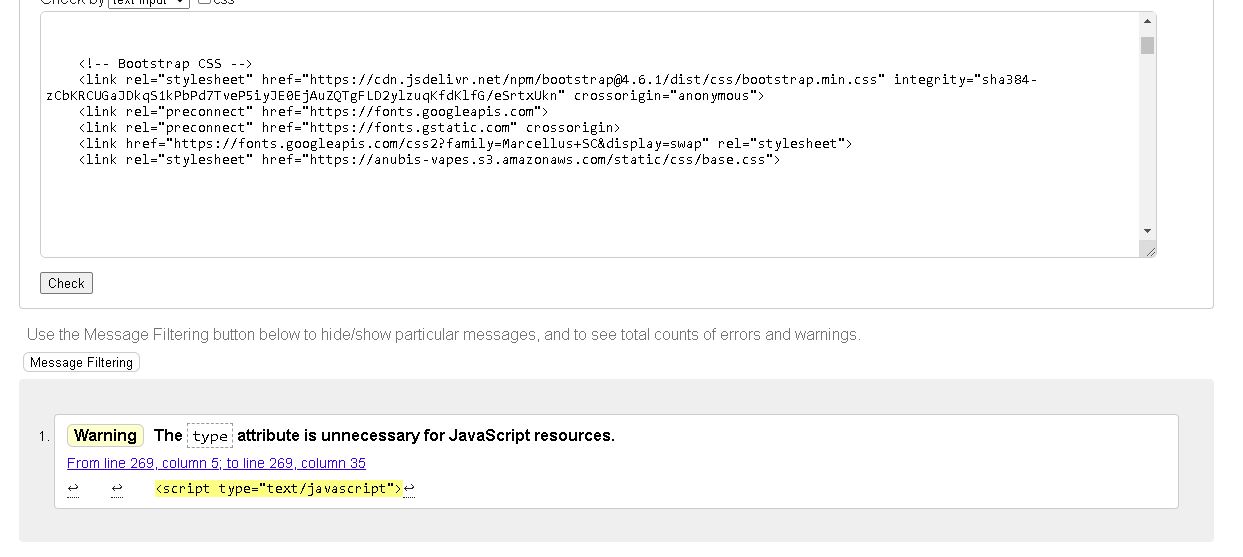 Check by text input css
<!-- Bootstrap CSS -->
<link rel="stylesheet" href="https://cdn.jsdelivr.net/npm/bootstrap@4.6.1/dist/css/bootstrap.min.css" integrity="sha384-
zCbKRCUGaJDkqS1kPbPd7TveP5iyJE0EjAuZQTgFLD2ylzuqKfdKlfG/eSrtxUkn" crossorigin="anonymous">
<link rel="preconnect" href="https://fonts.googleapis.com">
<link rel="preconnect" href="https://fonts.gstatic.com" crossorigin>
<link href="https://fonts.googleapis.com/css2?family=Marcellus+SC&display=swap" rel="stylesheet">
<link rel="stylesheet" href="https://anubis-vapes.s3.amazonaws.com/static/css/base.css">
Check
Use the Message Filtering button below to hide/show particular messages, and to see total counts of errors and warnings.
Message Filtering
1. Warning The type attribute is unnecessary for JavaScript resources.
From line 269, column 5; to line 269, column 35
↩ ↩ <script type="text/javascript">↩